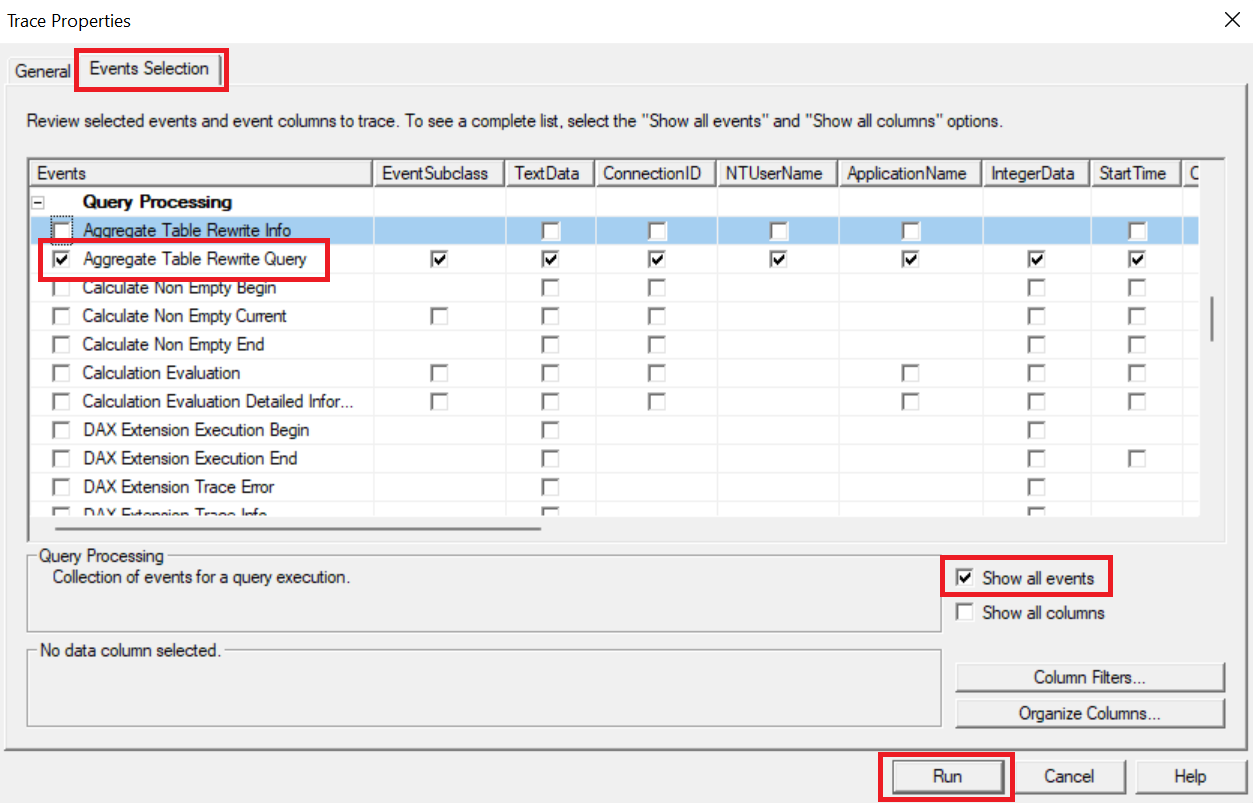 Trace Properties
General Events Selection
Review selected events and event columns to trace. To see a complete list, select the "Show all events" and "Show all columns" options.
Events EventSubclass TextData ConnectionID NTUserName ApplicationName IntegerData StartTime C
Query Processing
Aggregate Table Rewrite Info
Aggregate Table Rewrite Query
Calculate Non Empty Begin
Calculate Non Empty Current
Calculate Non Empty End
Calculation Evaluation
Calculation Evaluation Detailed Infor...
DAX Extension Execution Begin
DAX Extension Execution End
DAX Extension Trace Error
DAX Extension Trace Info
Query Processing
Collection of events for a query execution.
Show all events
Show all columns
No data column selected.
Column Filters...
Organize Columns...
Run Cancel Help